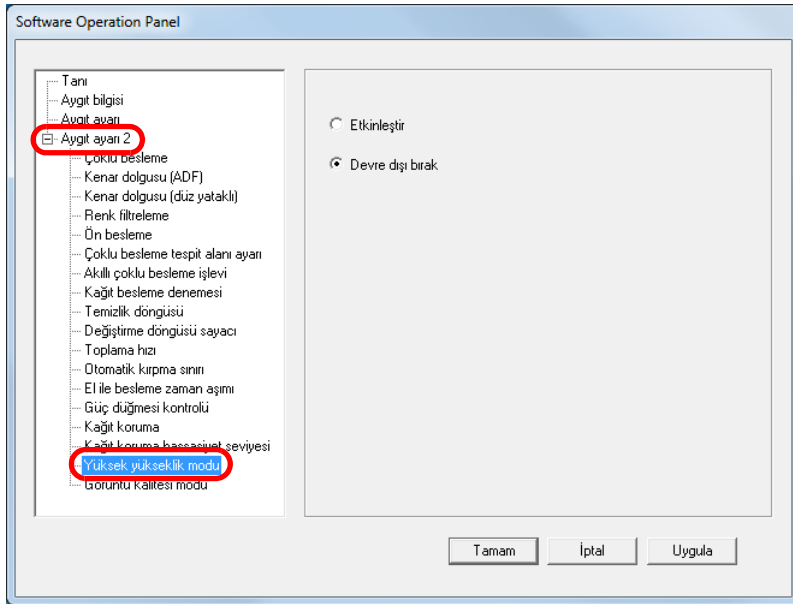 Software Operation Panel
Tanı
Aygıt bilgisi
Aygıt ayarı
Aygıt ayarı 2
Çoklu besleme
Kenar dolgusu (ADF)
Kenar dolgusu (düz yataklı)
Renk filtreleme
Ön besleme
Çoklu besleme tespit alanı ayarı
Akıllı çoklu besleme işlevi
Kağıt besleme denemesi
Temizlik döngüsü
Değiştirme döngüsü sayacı
Toplama hızı
Otomatik kırpma sınırı
El ile besleme zaman aşımı
Güç düğmesi kontrolü
Kağıt koruma
Kağıt koruma hassasiyet seviyesi
Yüksek yükseklik modu
Görüntü kalitesi modu
Etkinleştir
Devre dışı bırak
Tamam İptal Uygula